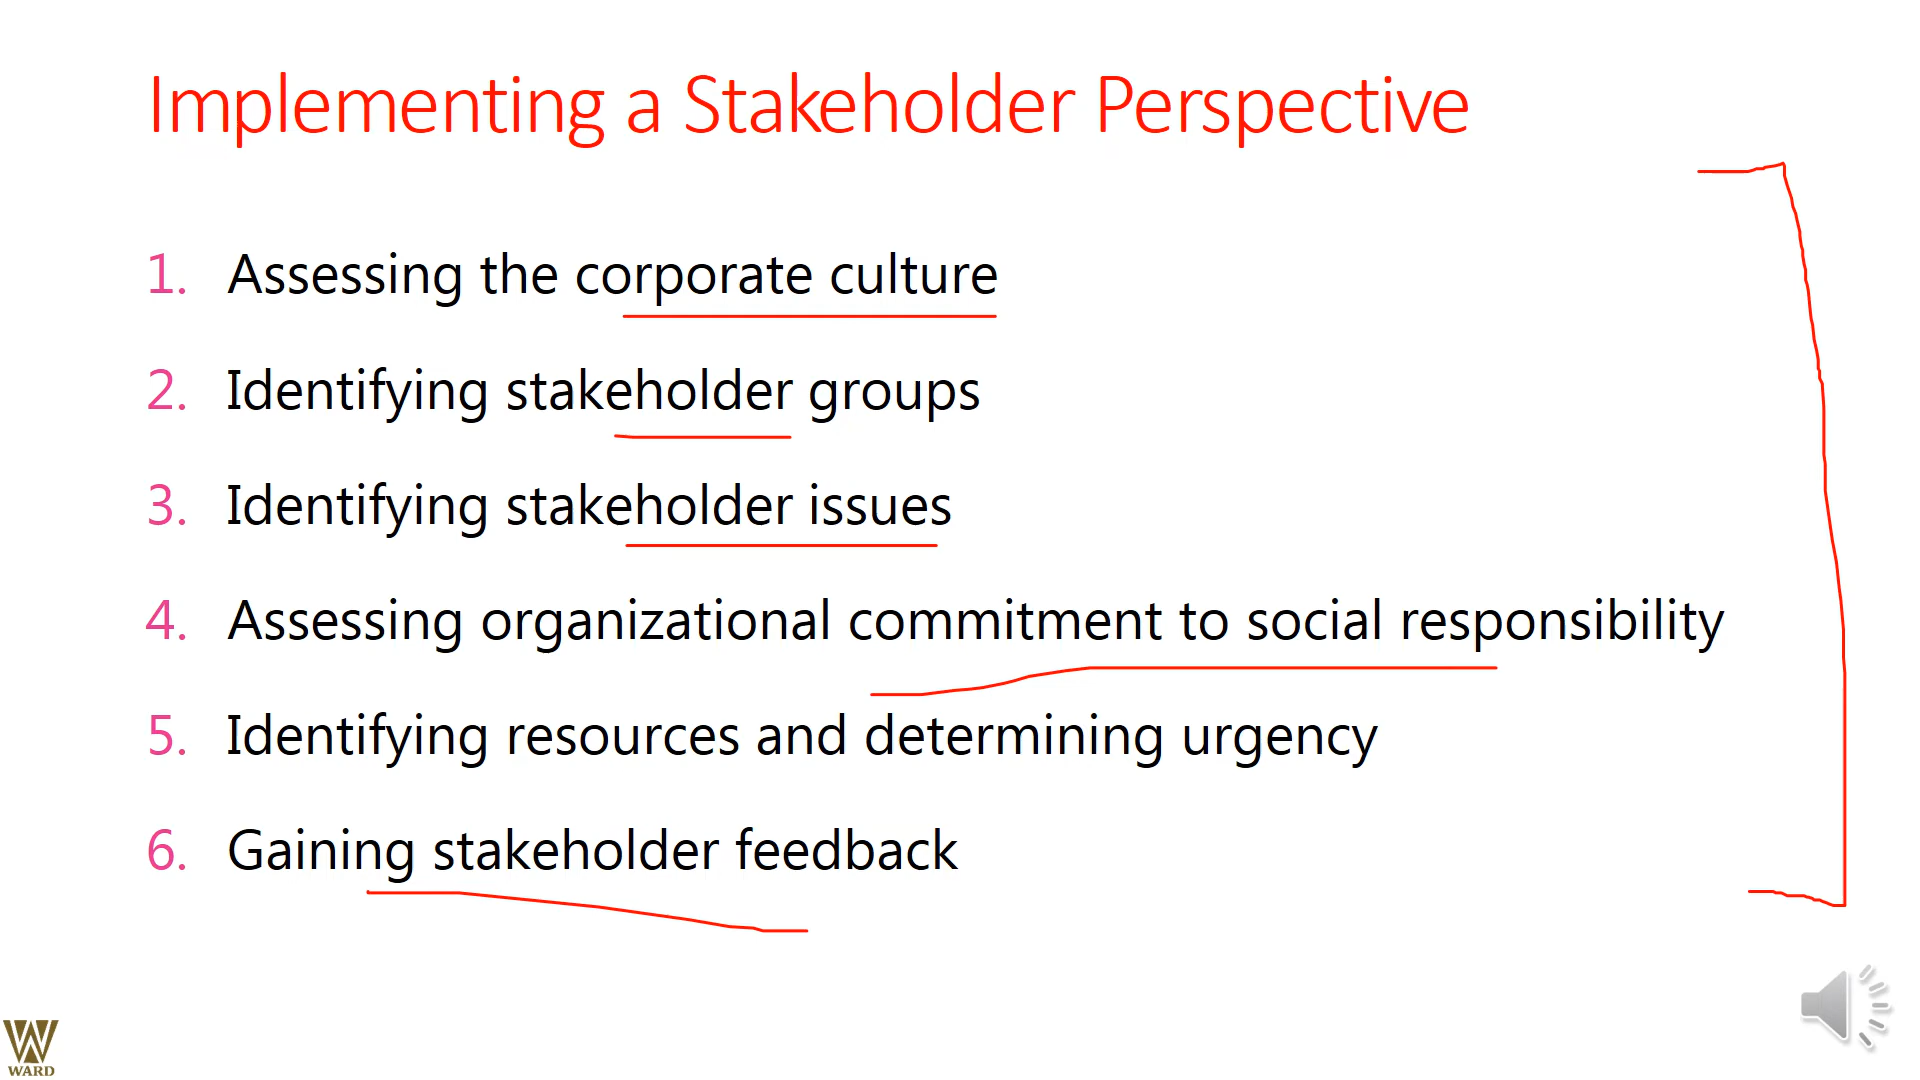 Implementing a Stakeholder Perspective
1. Assessing the corporate culture
2. Identifying stakeholder groups
3. Identifying stakeholder issues
4. Assessing organizational commitment to social responsibility
5. Identifying resources and determining urgency
6. Gaining stakeholder feedback
WARD